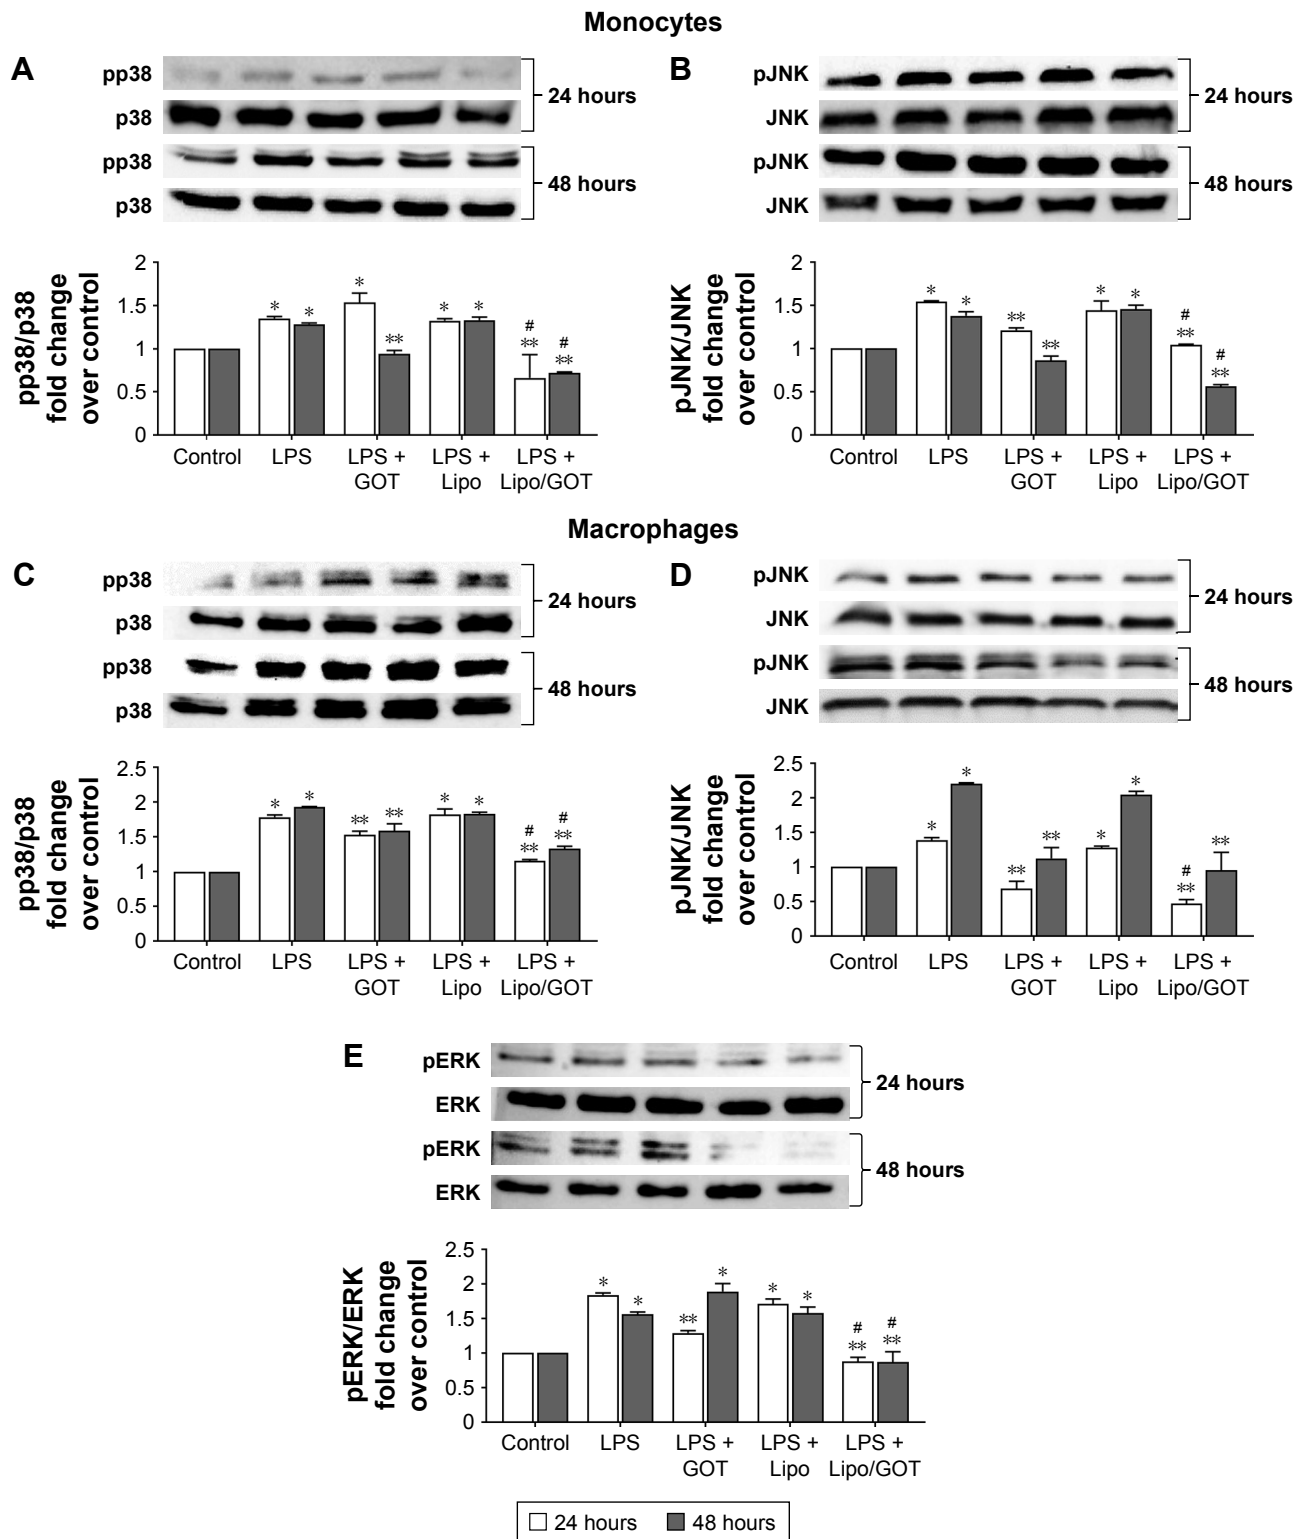 Monocytes
A
pp38
p38
24 hours
pp38
p38
48 hours
pp38/p38
fold change
over control
2
1.5
1
0.5
0
* * * ** * * # ** # **
Control LPS LPS + GOT LPS + Lipo LPS + Lipo/GOT
B
pJNK
JNK
24 hours
pJNK
JNK
48 hours
pJNK/JNK
fold change
over control
2
1.5
1
0.5
0
* * ** ** * * # ** # **
Control LPS LPS + GOT LPS + Lipo LPS + Lipo/GOT
Macrophages
C
pp38
p38
24 hours
pp38
p38
48 hours
pp38/p38
fold change
over control
2.5
2
1.5
1
0.5
0
* * ** ** * * # ** # **
Control LPS LPS + GOT LPS + Lipo LPS + Lipo/GOT
D
pJNK
JNK
24 hours
pJNK
JNK
48 hours
pJNK/JNK
fold change
over control
2.5
2
1.5
1
0.5
0
* * ** ** * * # ** **
Control LPS LPS + GOT LPS + Lipo LPS + Lipo/GOT
E
pERK
ERK
24 hours
pERK
ERK
48 hours
pERK/ERK
fold change
over control
2.5
2
1.5
1
0.5
0
* * ** * * * # ** # **
Control LPS LPS + GOT LPS + Lipo LPS + Lipo/GOT
24 hours 48 hours